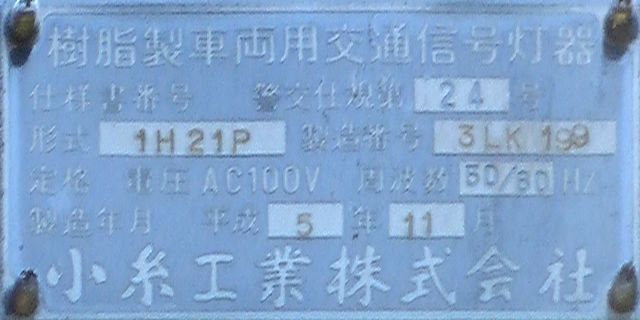 樹脂製車両用交通信号灯器
仕様書番号 警交仕規第 24 号
形式 1H21P 製造番号 3LK199
定格 電圧 AC100V 周波数 50/60 Hz
製造年月 平成 5 年 11 月
小糸工業株式会社